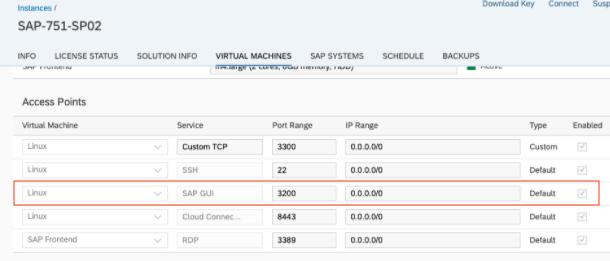 Instances /
Download Key Connect Susp
SAP-751-SP02
INFO LICENSE STATUS SOLUTION INFO VIRTUAL MACHINES SAP SYSTEMS SCHEDULE BACKUPS
SAP Frontend Active
Access Points
Virtual Machine Service Port Range IP Range Type Enabled
Linux Custom TCP 3300 0.0.0.0/0 Custom
Linux SSH 22 0.0.0.0/0 Default
Linux SAP GUI 3200 0.0.0.0/0 Default
Linux Cloud Connec... 8443 0.0.0.0/0 Default
SAP Frontend RDP 3389 0.0.0.0/0 Default